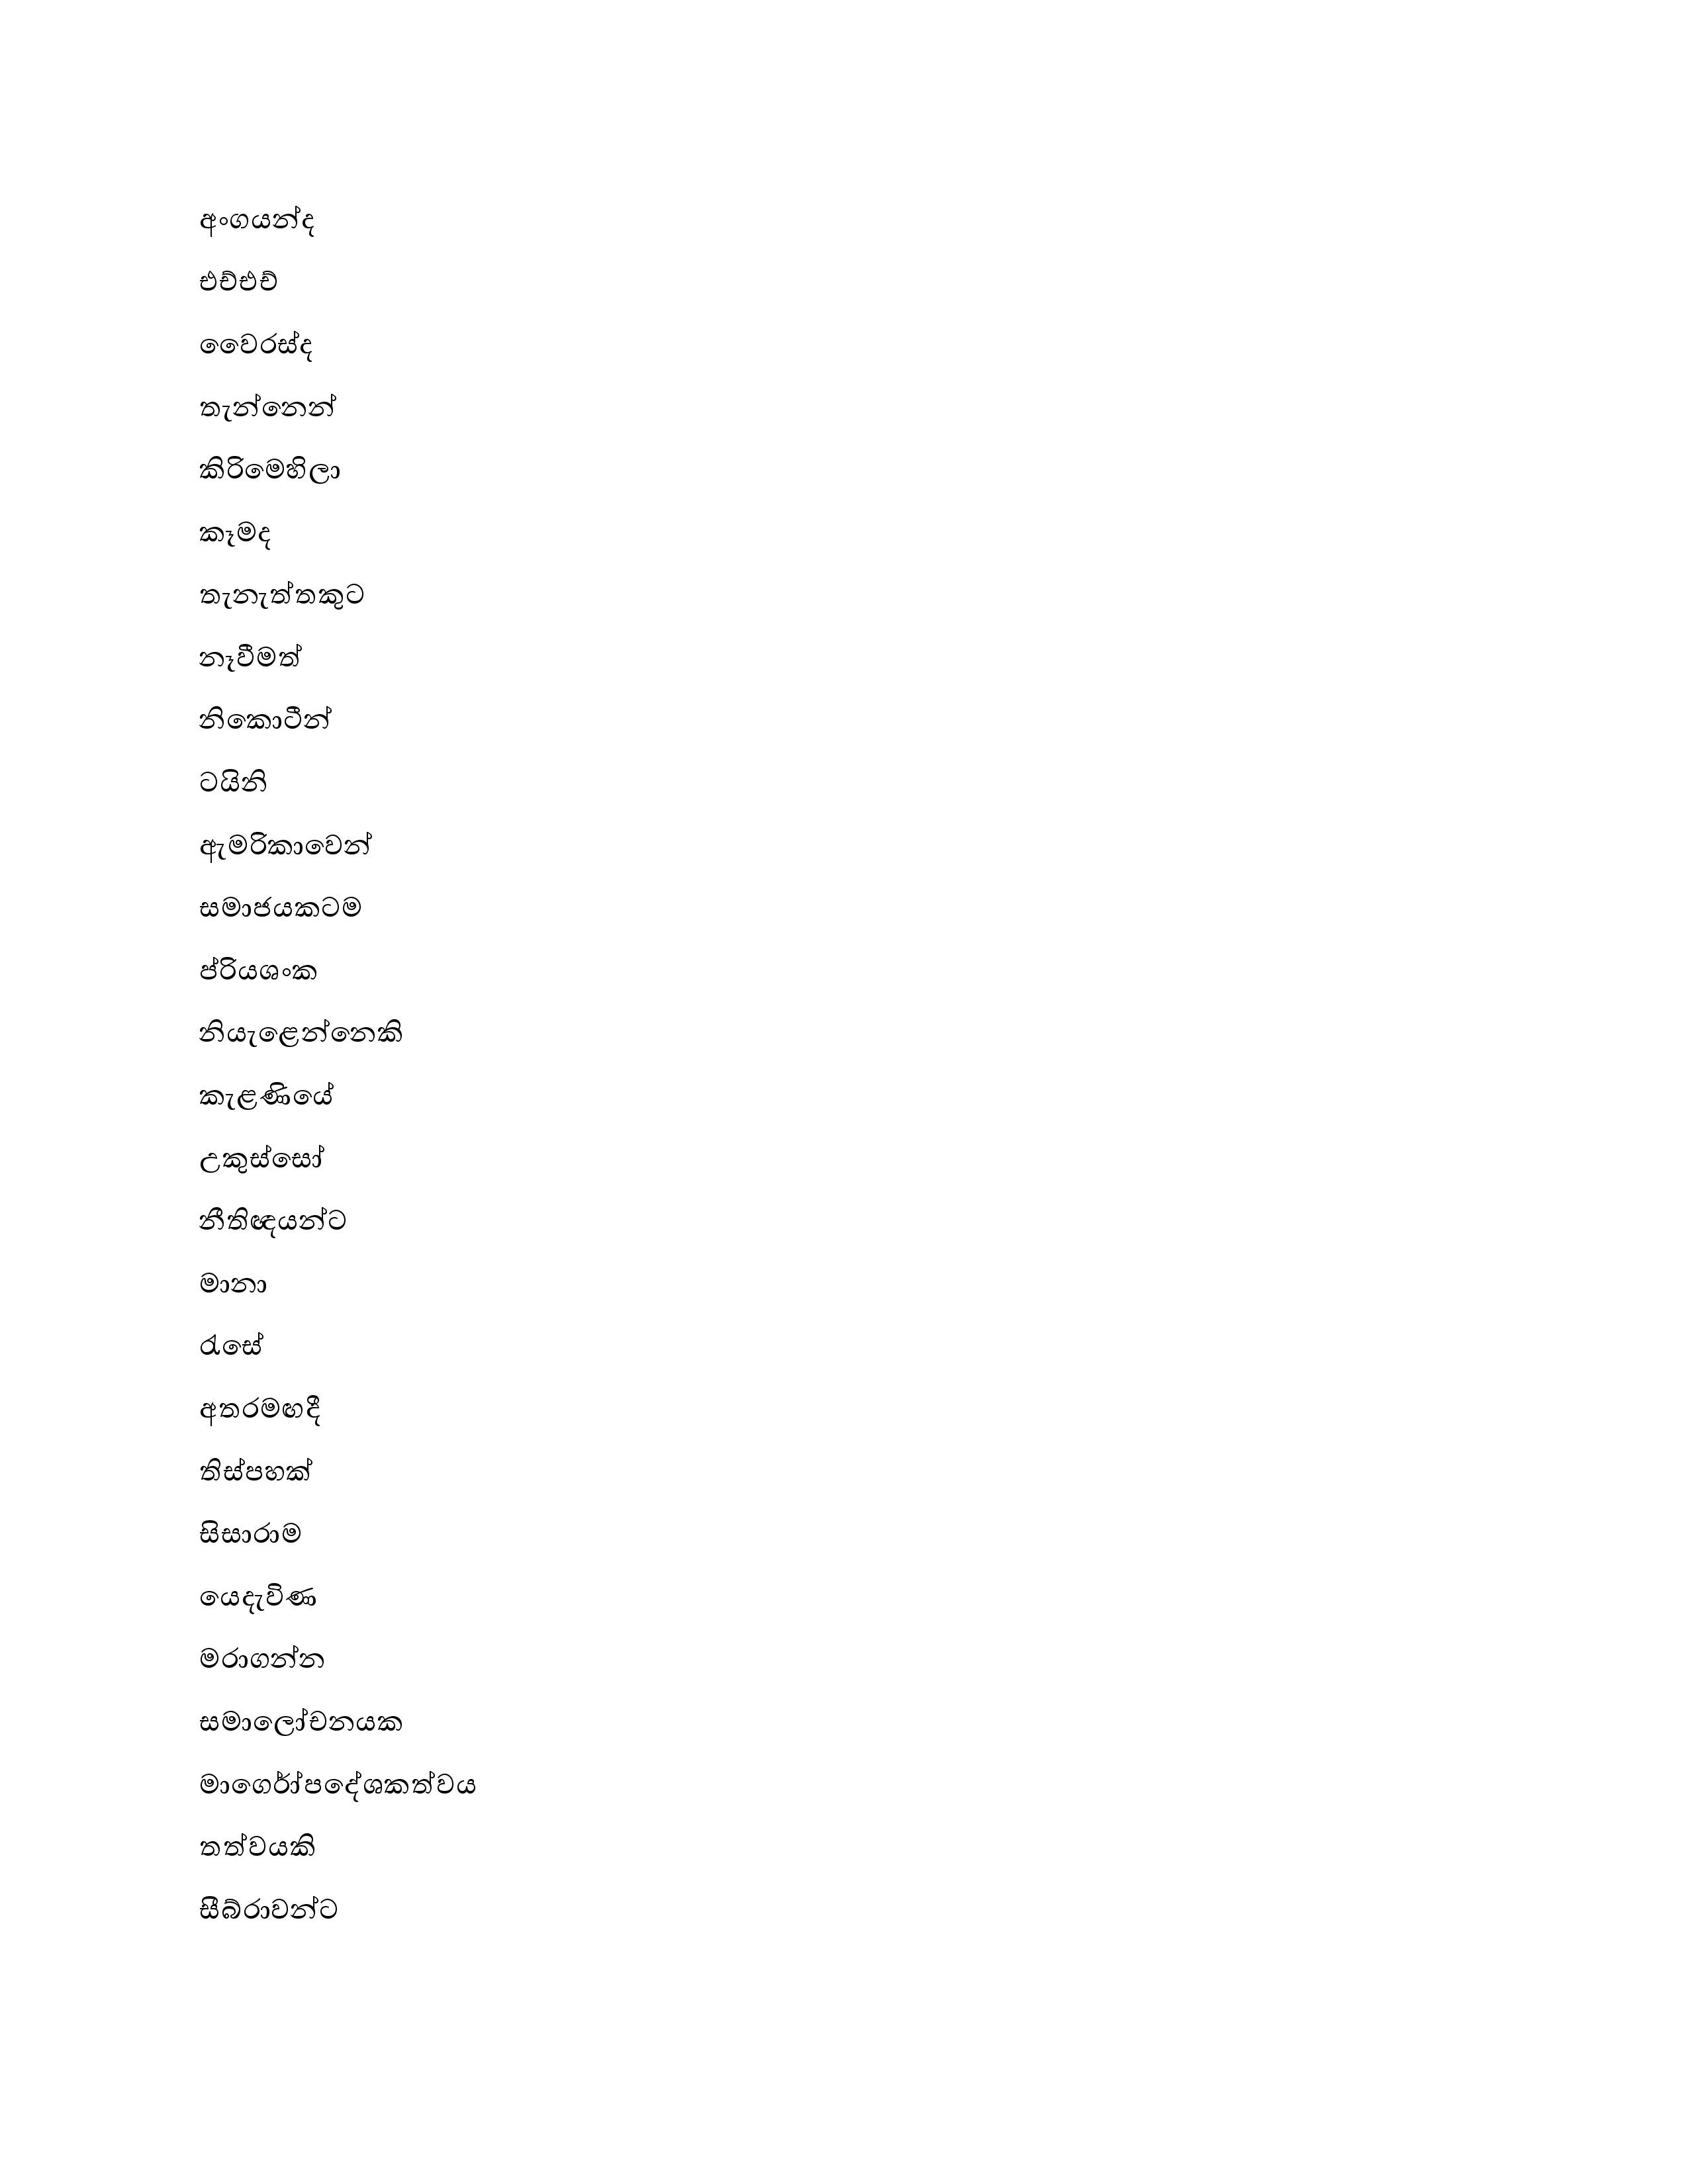 අංගයන්ද
එච්එච්
වෛරස්ද
තැන්නෙන්
කිරිමෙහිලා
කෑමද
තැනැත්තකුට
නෑවීමත්
නිකොටීන්
ටයිනි
ඇමරිකාවෙන්
සමාජයකටම
ප්රියශංක
නියැළෙන්නෙකි
කැළණියේ
උකුස්සෝ
නීතිඥයන්ට
මානා
රැසේ
අතරමඟදී
තිස්පහක්
සිසාරාම
යෙදැවිණ
මරාගන්න
සමාලෝචනයක
මාර්ගෝපදේශකත්වය
තත්වයකි
සීබ්රාවන්ට